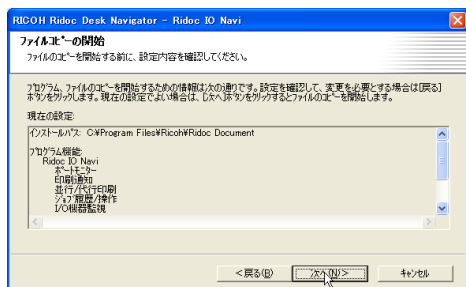 RICOH Ridoc Desk Navigator - Ridoc IO Navi
ファイルコピーの開始
ファイルのコピーを開始する前に、設定内容を確認してください。
プログラム、ファイルのコピーを開始するための情報は次の通りです。設定を確認して、変更を必要とする場合は[戻る]
ボタンをクリックします。現在の設定でよい場合は、[次へ]ボタンをクリックするとファイルのコピーを開始します。
現在の設定:
インストールパス: C:¥Program Files¥Ricoh¥Ridoc Document
プログラム機能:
Ridoc IO Navi
ポートモニター
印刷通知
並行/代行印刷
ジョブ履歴/操作
I/O機器監視
<戻る(B)
次へ(N)>
キャンセル